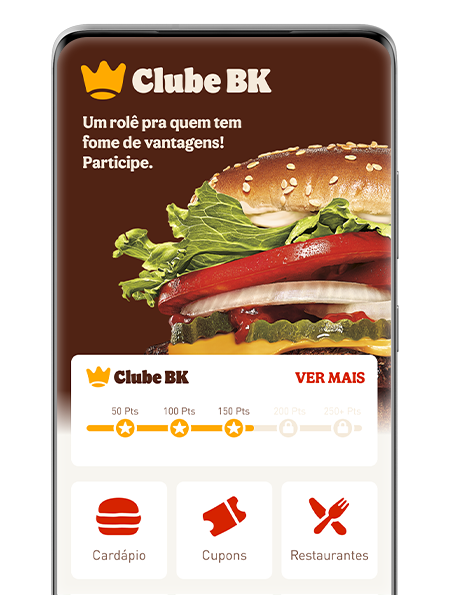 Clube BK
Um rolê pra quem tem
fome de vantagens!
Participe.
Clube BK
VER MAIS
50 Pts 100 Pts 150 Pts 200 Pts 250+ Pts
Cardápio Cupons Restaurantes